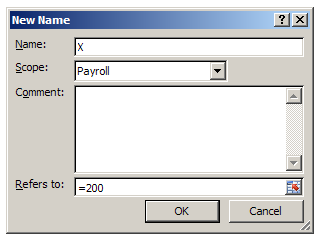 New Name
Name: X
Scope: Payroll
Comment:
Refers to: =200
OK Cancel